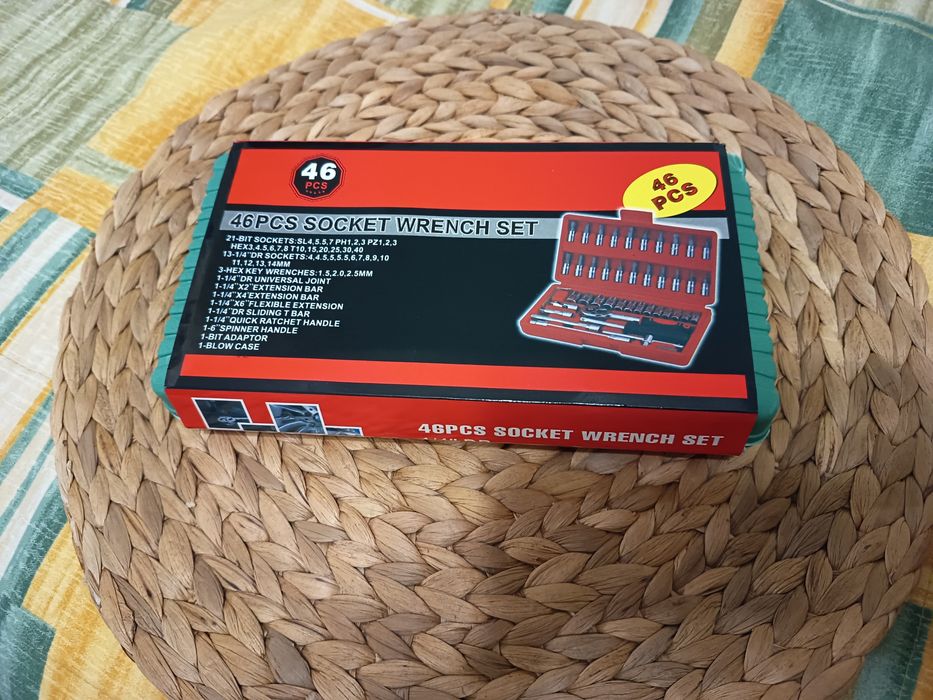 46
PCS
46
PCS
46PCS SOCKET WRENCH SET
21-BIT SOCKETS:SL4,5.5,7 PH1,2,3 PZ1,2,3
HEX3,4,5,6,7,8 T10,15,20,25,30,40
13-1/4"DR SOCKETS:4,4.5,5,5.5,6,7,8,9,10
11,12,13,14MM
3-HEX KEY WRENCHES:1.5,2.0,2.5MM
1-1/4"DR UNIVERSAL JOINT
1-1/4"X2"EXTENSION BAR
1-1/4"X4"EXTENSION BAR
1-1/4"X6"FLEXIBLE EXTENSION
1-1/4"DR SLIDING T BAR
1-1/4"QUICK RATCHET HANDLE
1-6"SPINNER HANDLE
1-BIT ADAPTOR
1-BLOW CASE
46PCS SOCKET WRENCH SET